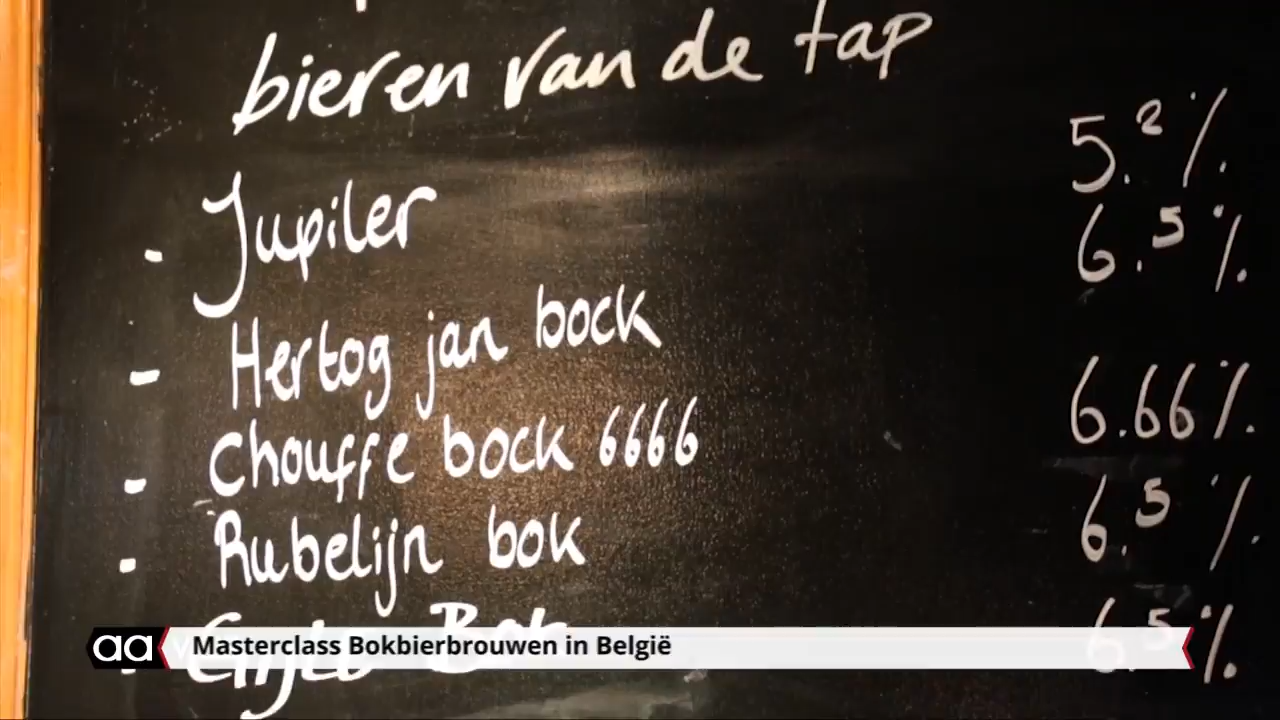 bieren van de tap
- Jupiler 5.2%
- Hertog jan bock 6.5%
- Chouffe bock 6666 6.66%
- Rubelijn bok 6.5%
- Bok 6.5%
aa Masterclass Bokbierbrouwen in België